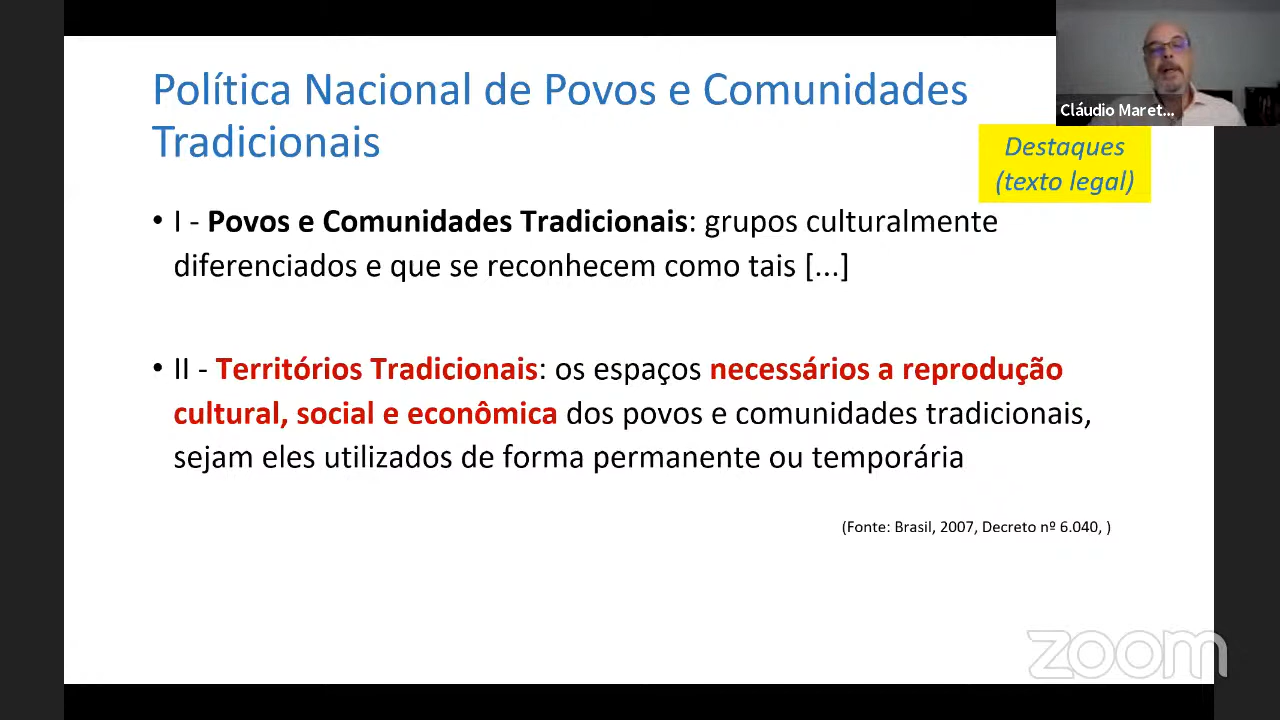 Política Nacional de Povos e Comunidades
Tradicionais
Cláudio Maret...
Destaques
(texto legal)
• I - Povos e Comunidades Tradicionais: grupos culturalmente
diferenciados e que se reconhecem como tais [...]
• II - Territórios Tradicionais: os espaços necessários a reprodução
cultural, social e econômica dos povos e comunidades tradicionais,
sejam eles utilizados de forma permanente ou temporária
(Fonte: Brasil, 2007, Decreto nº 6.040, )
zoom